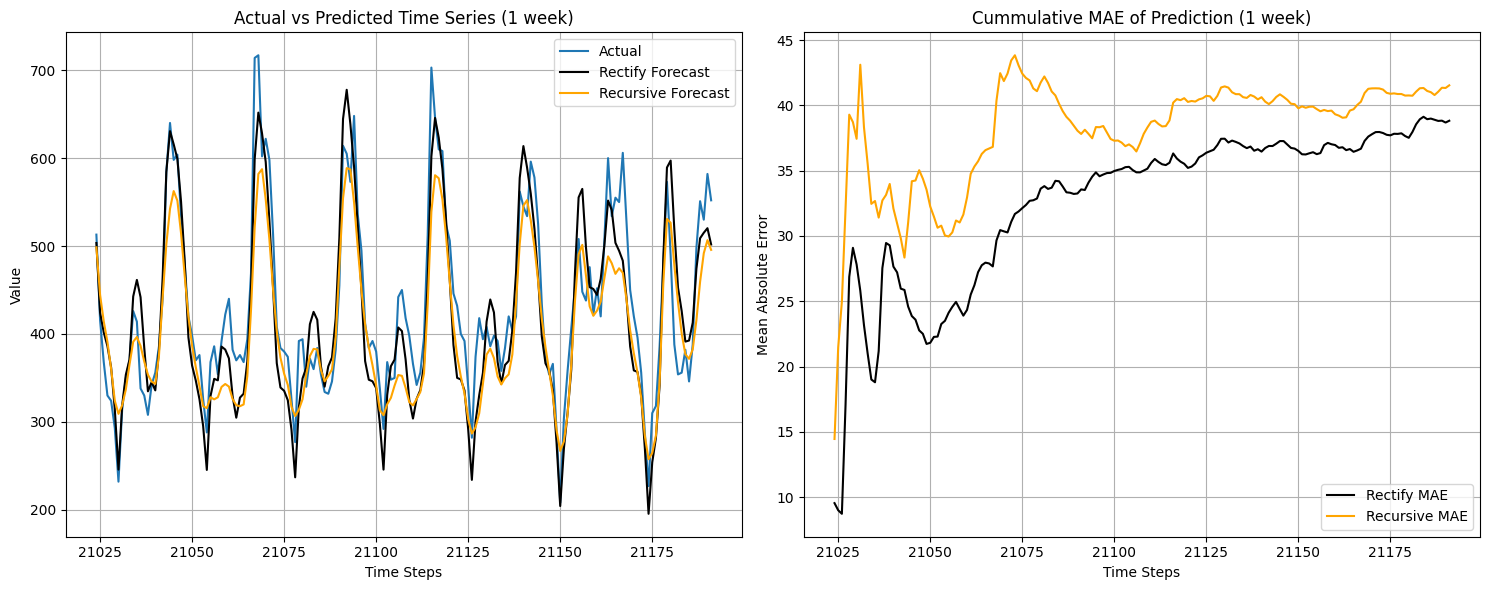 Actual vs Predicted Time Series (1 week)
Actual
Rectify Forecast
Recursive Forecast
Value
700
600
500
400
300
200
21025 21050 21075 21100 21125 21150 21175
Time Steps
Cummulative MAE of Prediction (1 week)
Mean Absolute Error
45
40
35
30
25
20
15
10
Rectify MAE
Recursive MAE
21025 21050 21075 21100 21125 21150 21175
Time Steps